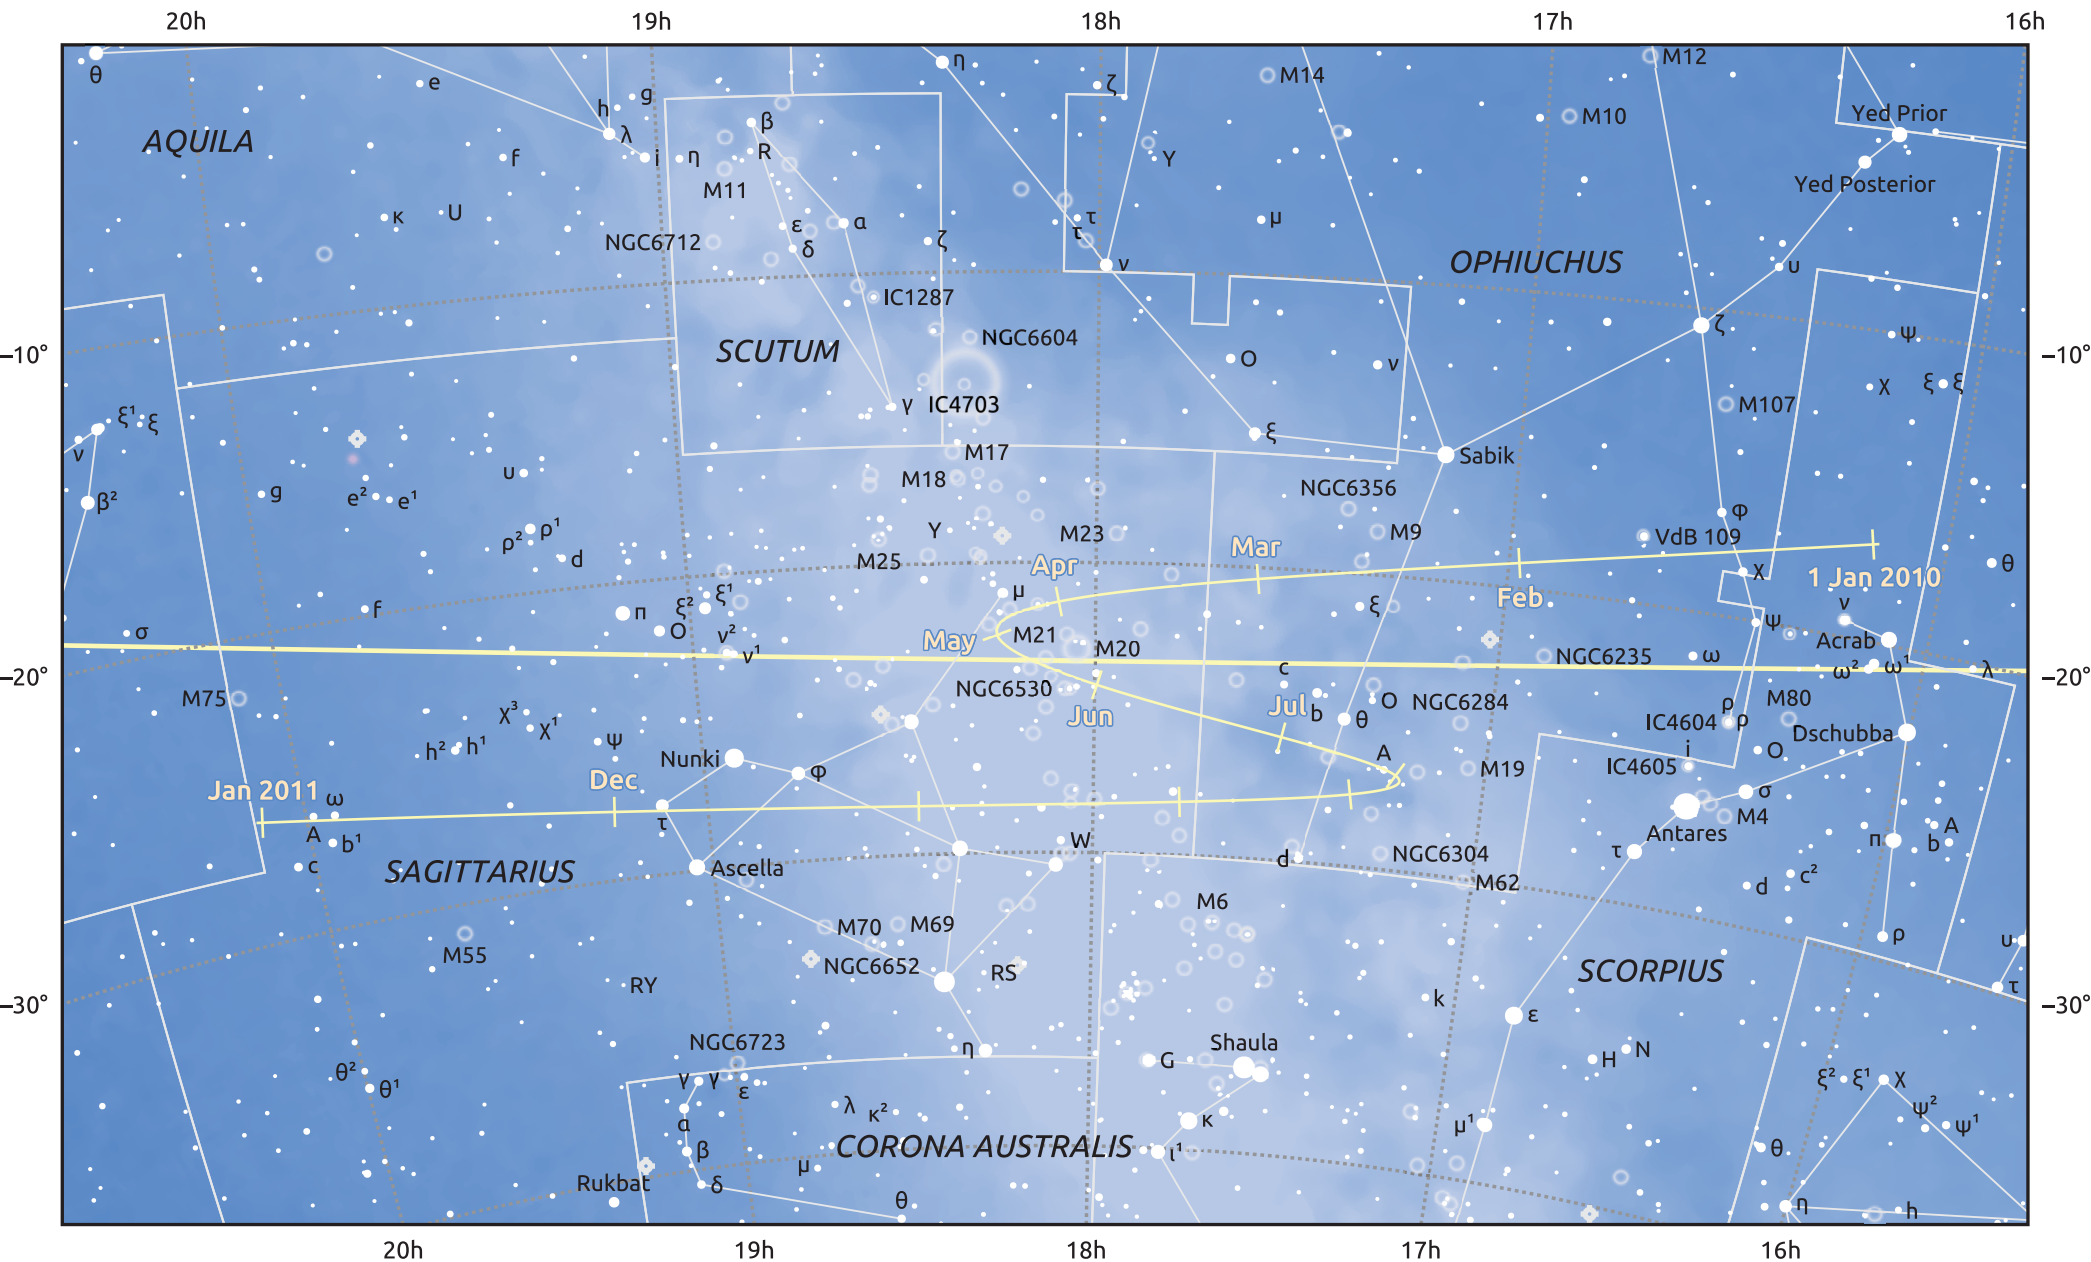 20h 19h 18h 17h 16h
θ e h g λ i η β R ζ M14 M12
AQUILA f M11 γ M10 Yed Prior
Yed Posterior
κ U NGC6712 ε α δ ζ τ τ ν μ
OPHIUCHUS υ
IC1287
NGC6604 ζ ψ
−10° SCUTUM O ν −10°
χ ξ ξ
γ IC4703 M107
ξ¹ ξ ν ξ Sabik
M17
υ M18 NGC6356
g e² e¹ β²
ρ² ρ¹ d Y M23 M9 φ VdB 109
M25 Mar
Apr χ 1 Jan 2010 θ
f π ξ² ξ¹ μ ξ Feb ν
σ O ν² ν¹ May M21 M20 ψ Acrab
NGC6235 ω ω² ω¹ λ
−20° c −20°
M75 NGC6530 Jun Jul b θ O NGC6284 ρ ρ M80
IC4604
χ³ χ¹ Dschubba
h² h¹ ψ Nunki φ A i O
IC4605 M19
Jan 2011 Dec σ
ω A b¹ τ M4 Antares
W τ π A b
c SAGITTARIUS Ascella d NGC6304
M62 d c²
M70 M69 M6
M55 ρ υ
NGC6652 RS SCORPIUS
RY τ
−30° k −30°
ε
NGC6723 η G Shaula H N
θ² θ¹ γ γ ε ξ² ξ¹ χ
λ κ² κ μ¹ ψ² ψ¹
α
CORONA AUSTRALIS
β μ ι¹ θ
Rukbat δ θ η h
20h 19h 18h 17h 16h